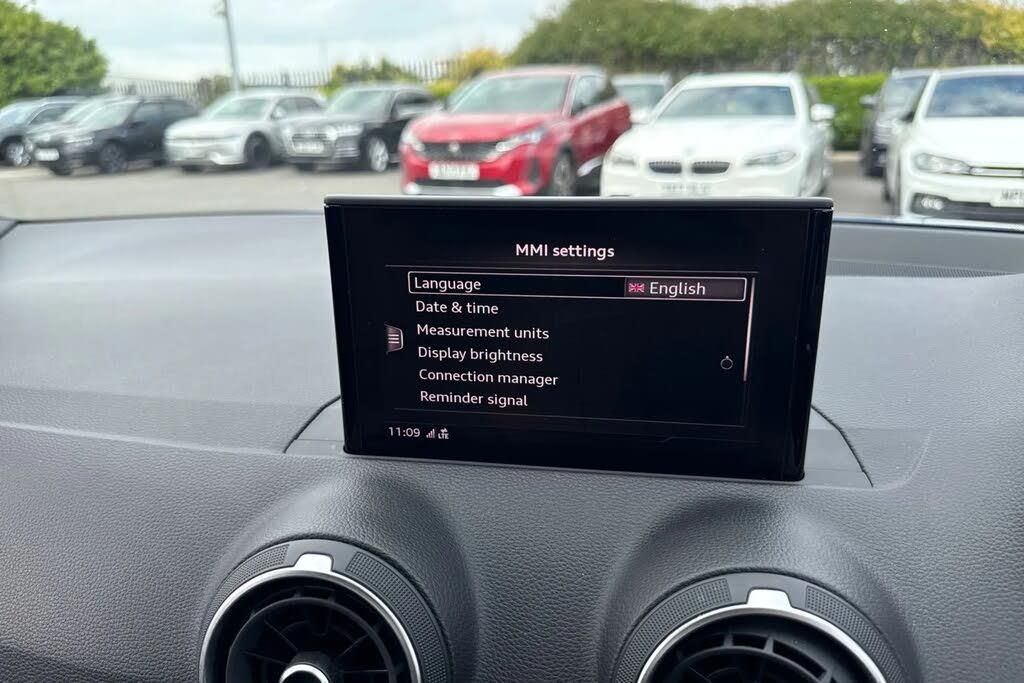 MMI settings
Language English
Date & time
Measurement units
Display brightness
Connection manager
Reminder signal
11:09 LTE